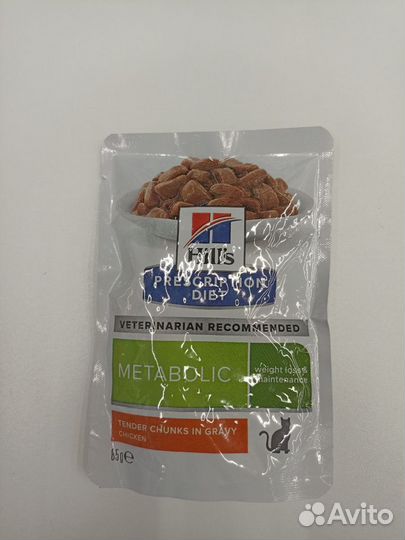 Hill's
PRESCRIPTION
DIET
VETERINARIAN RECOMMENDED
METABOLIC
weight loss &
maintenance
TENDER CHUNKS IN GRAVY
CHICKEN
85g℮
Avito